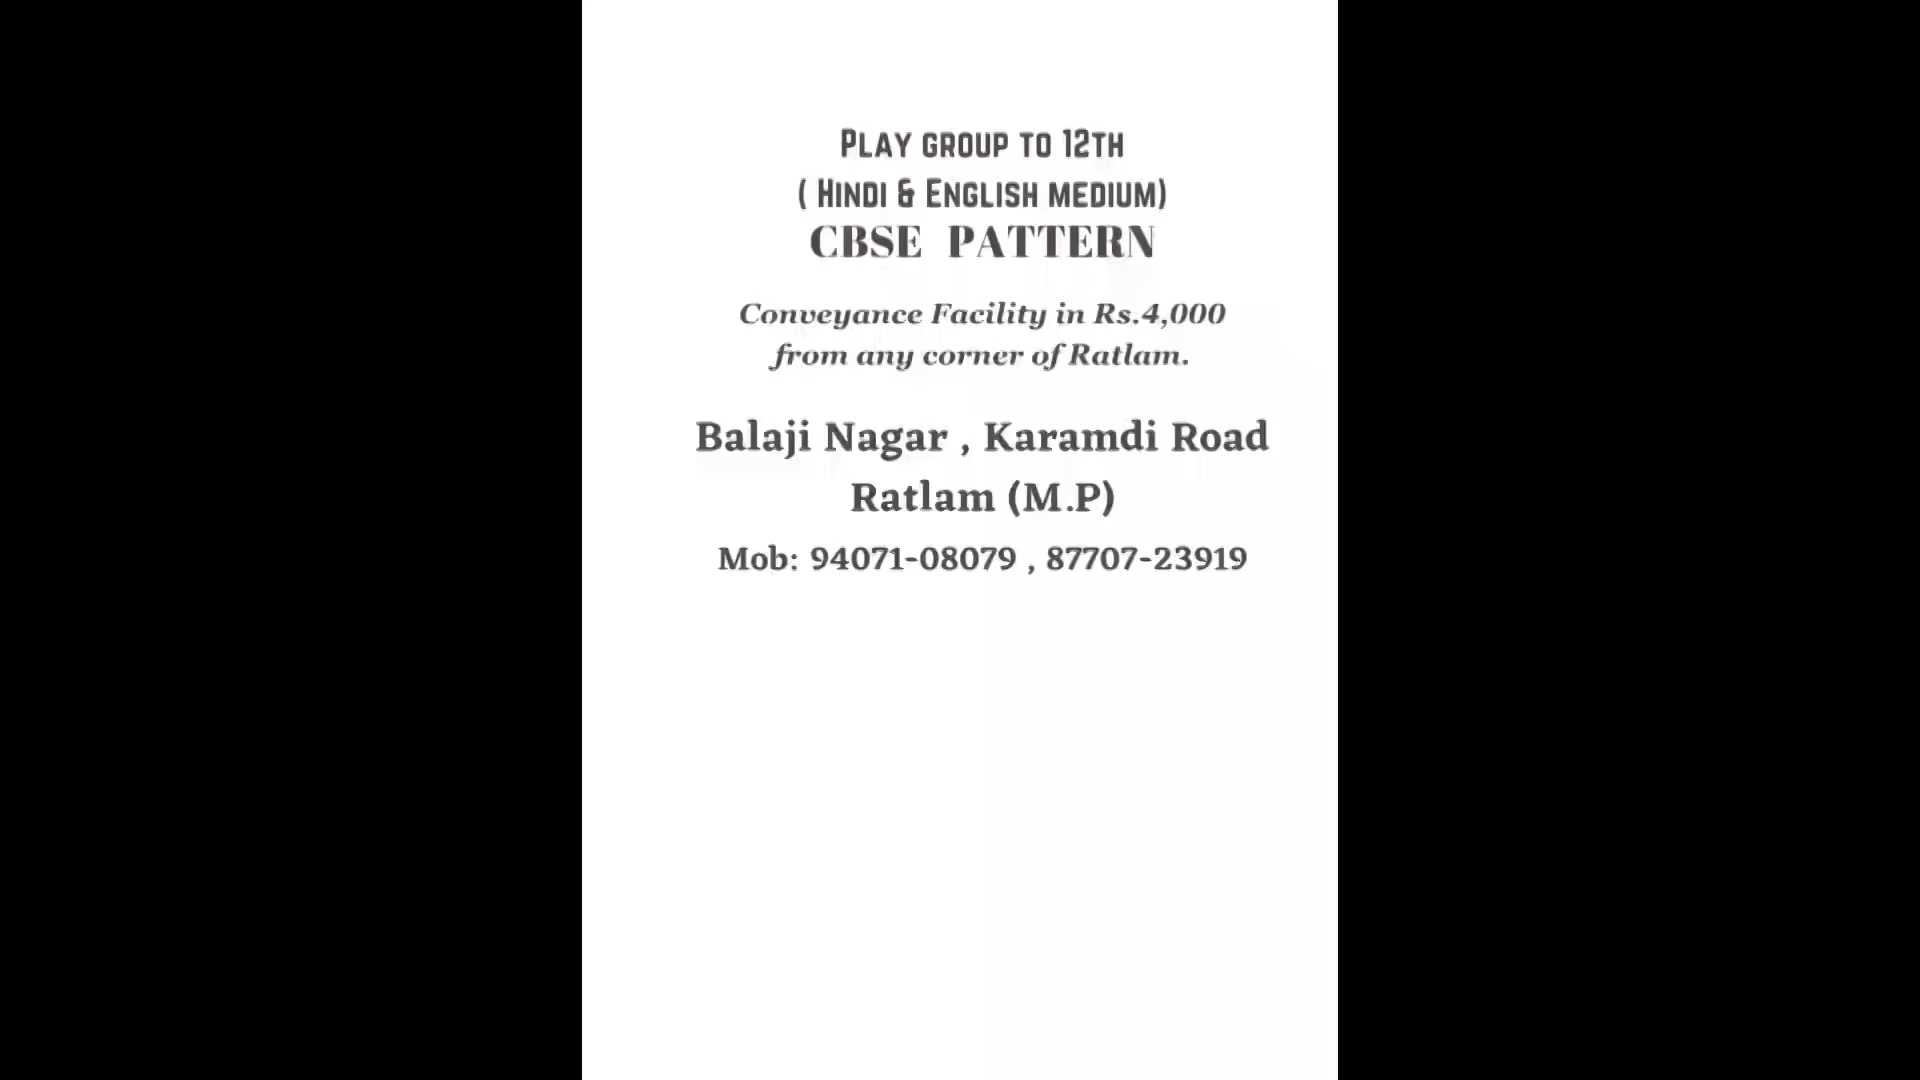 Play group to 12th
( Hindi & English medium)
CBSE PATTERN
Conveyance Facility in Rs.4,000
from any corner of Ratlam.
Balaji Nagar , Karamdi Road
Ratlam (M.P)
Mob: 94071-08079 , 87707-23919